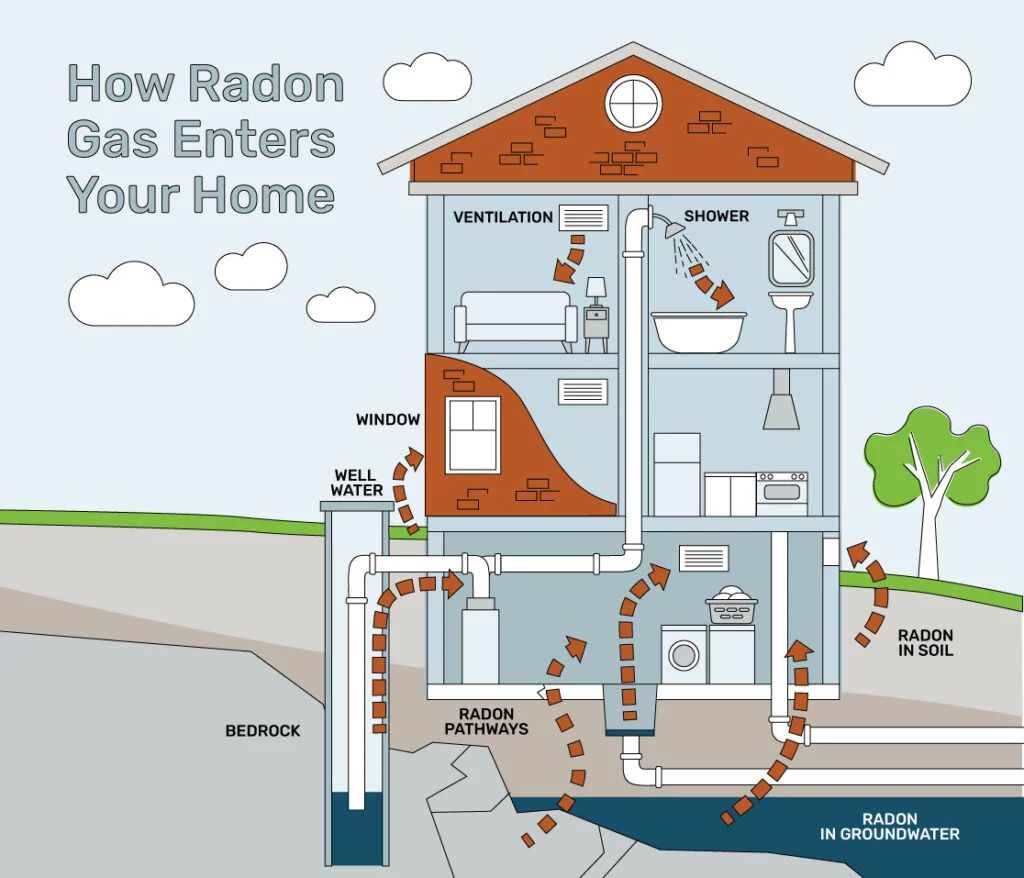 How Radon
Gas Enters
Your Home
VENTILATION
SHOWER
WINDOW
WELL
WATER
RADON
IN SOIL
BEDROCK
RADON
PATHWAYS
RADON
IN GROUNDWATER